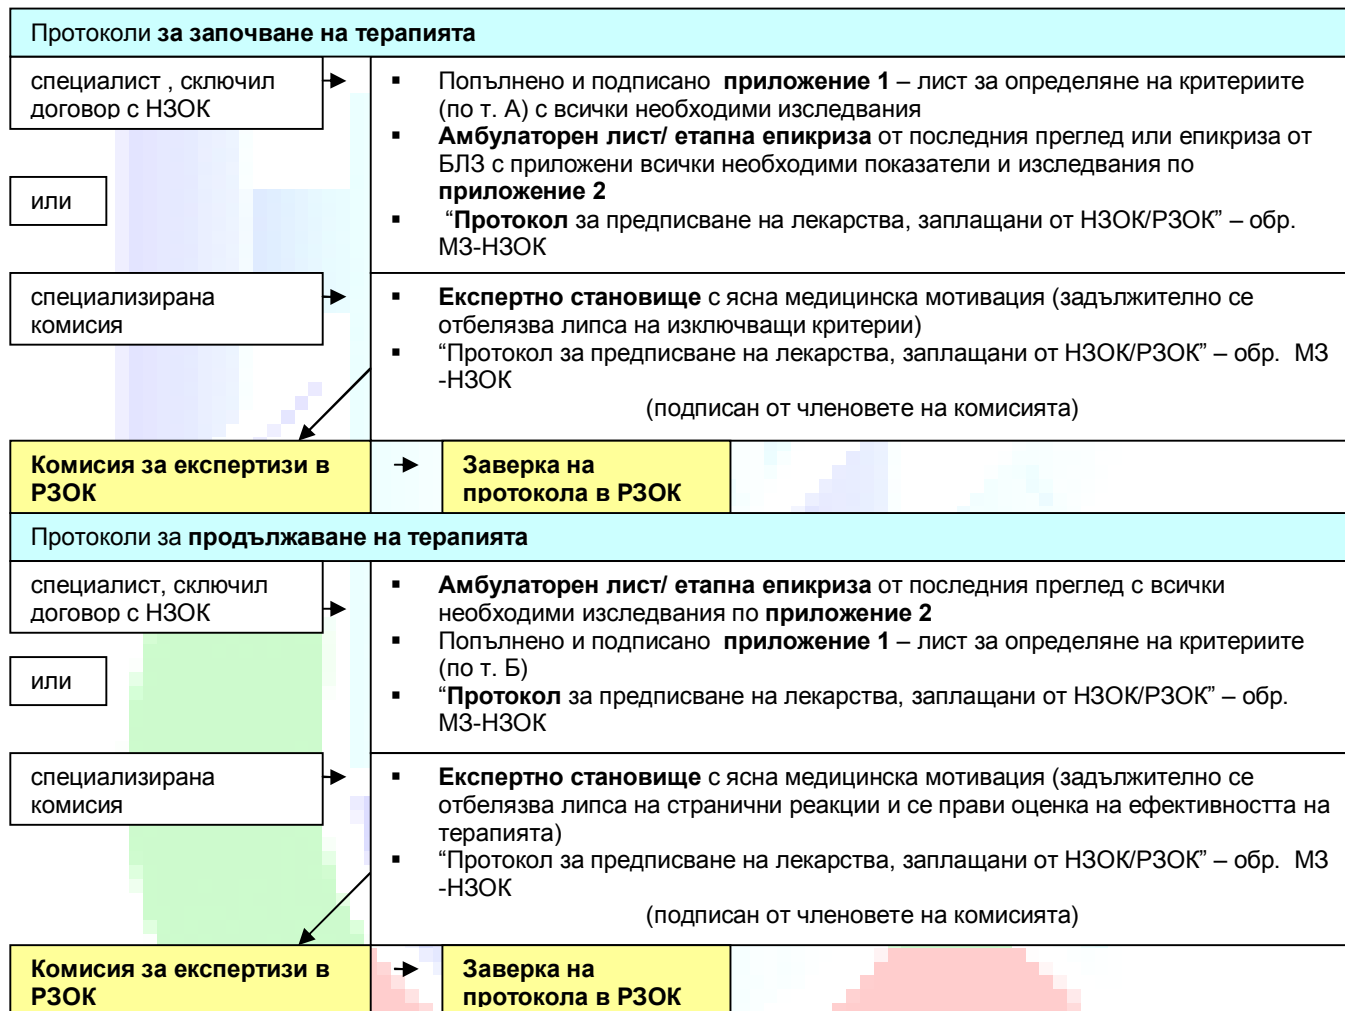 Протоколи за започване на терапията
специалист , сключил
договор с НЗОК
▪ Попълнено и подписано приложение 1 – лист за определяне на критериите
(по т. А) с всички необходими изследвания
▪ Амбулаторен лист/ етапна епикриза от последния преглед или епикриза от
БЛЗ с приложени всички необходими показатели и изследвания по
приложение 2
▪ “Протокол за предписване на лекарства, заплащани от НЗОК/РЗОК” – обр.
МЗ-НЗОК
или
специализирана
комисия
▪ Експертно становище с ясна медицинска мотивация (задължително се
отбелязва липса на изключващи критерии)
▪ “Протокол за предписване на лекарства, заплащани от НЗОК/РЗОК” – обр. МЗ
-НЗОК
(подписан от членовете на комисията)
Комисия за експертизи в
РЗОК
Заверка на
протокола в РЗОК
Протоколи за продължаване на терапията
специалист, сключил
договор с НЗОК
▪ Амбулаторен лист/ етапна епикриза от последния преглед с всички
необходими изследвания по приложение 2
▪ Попълнено и подписано приложение 1 – лист за определяне на критериите
(по т. Б)
▪ “Протокол за предписване на лекарства, заплащани от НЗОК/РЗОК” – обр.
МЗ-НЗОК
или
специализирана
комисия
▪ Експертно становище с ясна медицинска мотивация (задължително се
отбелязва липса на странични реакции и се прави оценка на ефективността на
терапията)
▪ “Протокол за предписване на лекарства, заплащани от НЗОК/РЗОК” – обр. МЗ
-НЗОК
(подписан от членовете на комисията)
Комисия за експертизи в
РЗОК
Заверка на
протокола в РЗОК